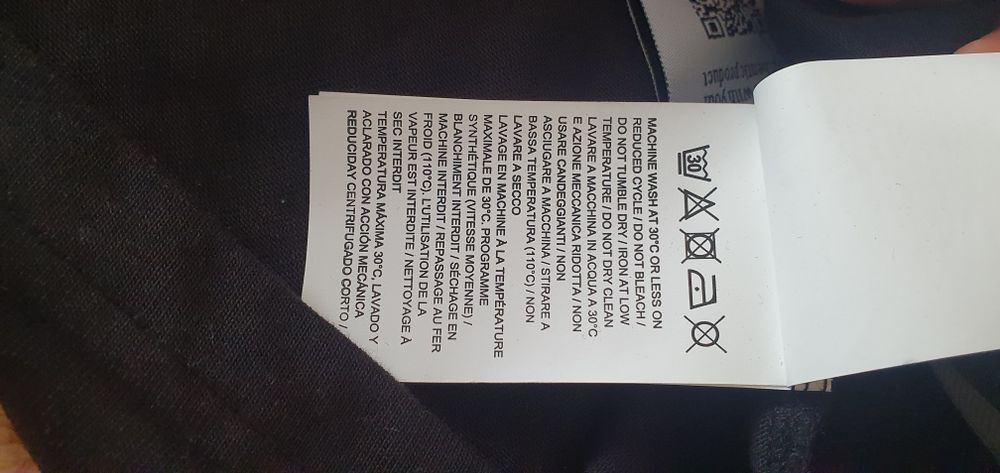 30
MACHINE WASH AT 30°C OR LESS ON
REDUCED CYCLE / DO NOT BLEACH /
DO NOT TUMBLE DRY / IRON AT LOW
TEMPERATURE / DO NOT DRY CLEAN
LAVARE A MACCHINA IN ACQUA A 30°C
E AZIONE MECCANICA RIDOTTA / NON
USARE CANDEGGIANTI / NON
ASCIUGARE A MACCHINA / STIRARE A
BASSA TEMPERATURA (110°C) / NON
LAVARE A SECCO
LAVAGE EN MACHINE À LA TEMPÉRATURE
MAXIMALE DE 30°C. PROGRAMME
SYNTHÉTIQUE (VITESSE MOYENNE) /
BLANCHIMENT INTERDIT / SÉCHAGE EN
MACHINE INTERDIT / REPASSAGE AU FER
FROID (110°C). L'UTILISATION DE LA
VAPEUR EST INTERDITE / NETTOYAGE À
SEC INTERDIT
TEMPERATURA MÁXIMA 30°C, LAVADO Y
ACLARADO CON ACCIÓN MECÁNICA
REDUCIDAY CENTRIFUGADO CORTO /
with your
product